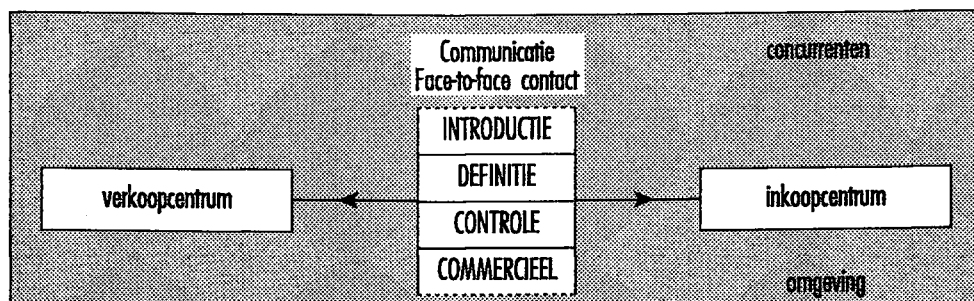 Communicatie
Face-to-face contact
concurrenten
INTRODUCTIE
DEFINITIE
verkoopcentrum
inkoopcentrum
CONTROLE
COMMERCIEEL
omgeving